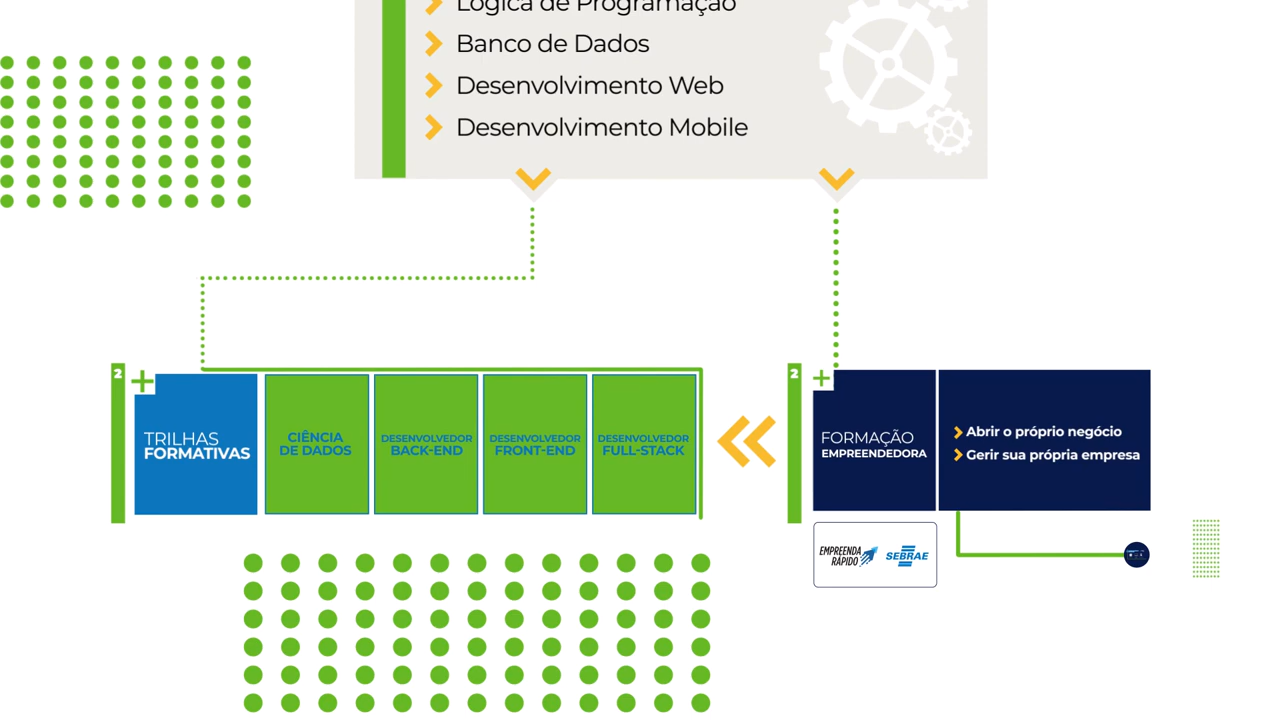 Lógica de Programação
Banco de Dados
Desenvolvimento Web
Desenvolvimento Mobile
2
TRILHAS
FORMATIVAS
CIÊNCIA
DE DADOS
DESENVOLVEDOR
BACK-END
DESENVOLVEDOR
FRONT-END
DESENVOLVEDOR
FULL-STACK
2
FORMAÇÃO
EMPREENDEDORA
Abrir o próprio negócio
Gerir sua própria empresa
EMPREENDA
RÁPIDO
SEBRAE